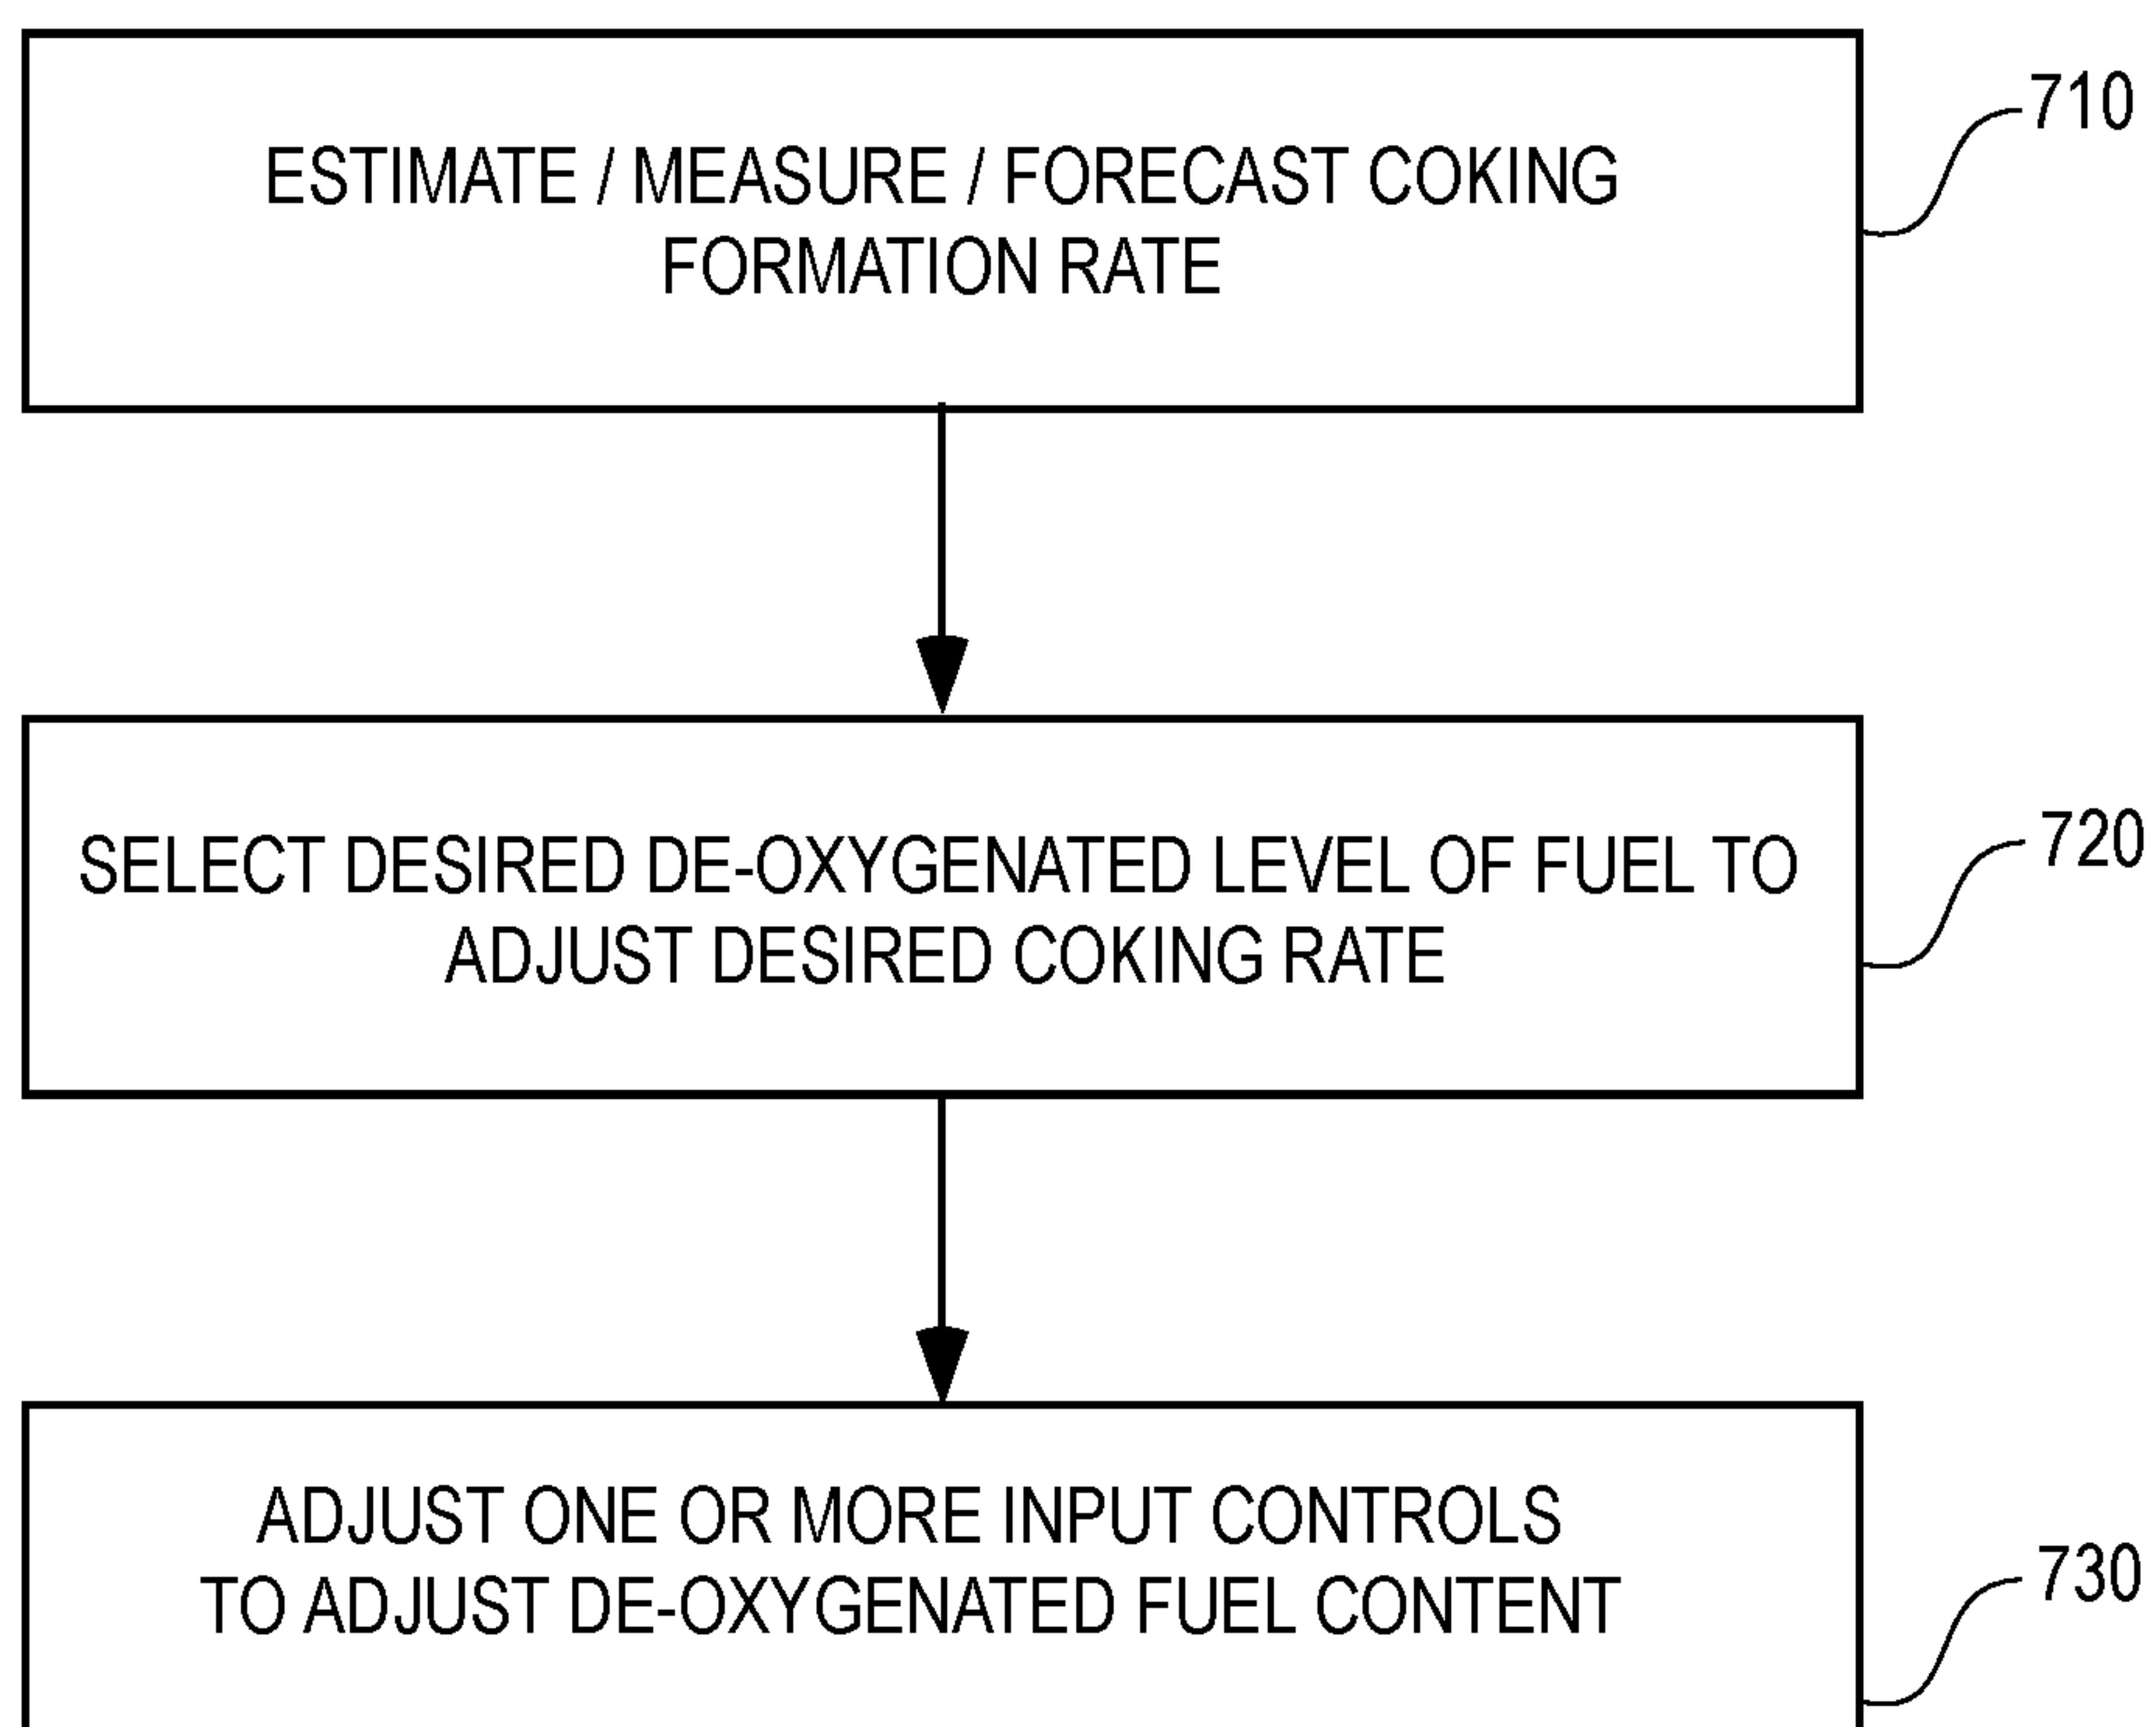 ESTIMATE / MEASURE / FORECAST COKING
FORMATION RATE
710
SELECT DESIRED DE-OXYGENATED LEVEL OF FUEL TO
ADJUST DESIRED COKING RATE
720
ADJUST ONE OR MORE INPUT CONTROLS
TO ADJUST DE-OXYGENATED FUEL CONTENT
730